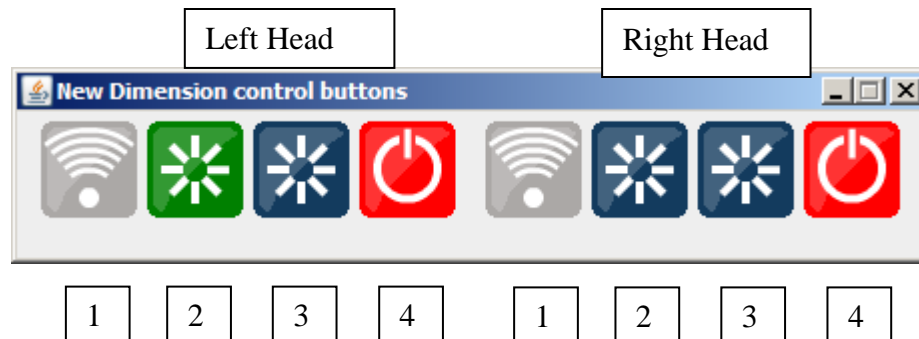 Left Head Right Head
New Dimension control buttons
1 2 3 4 1 2 3 4